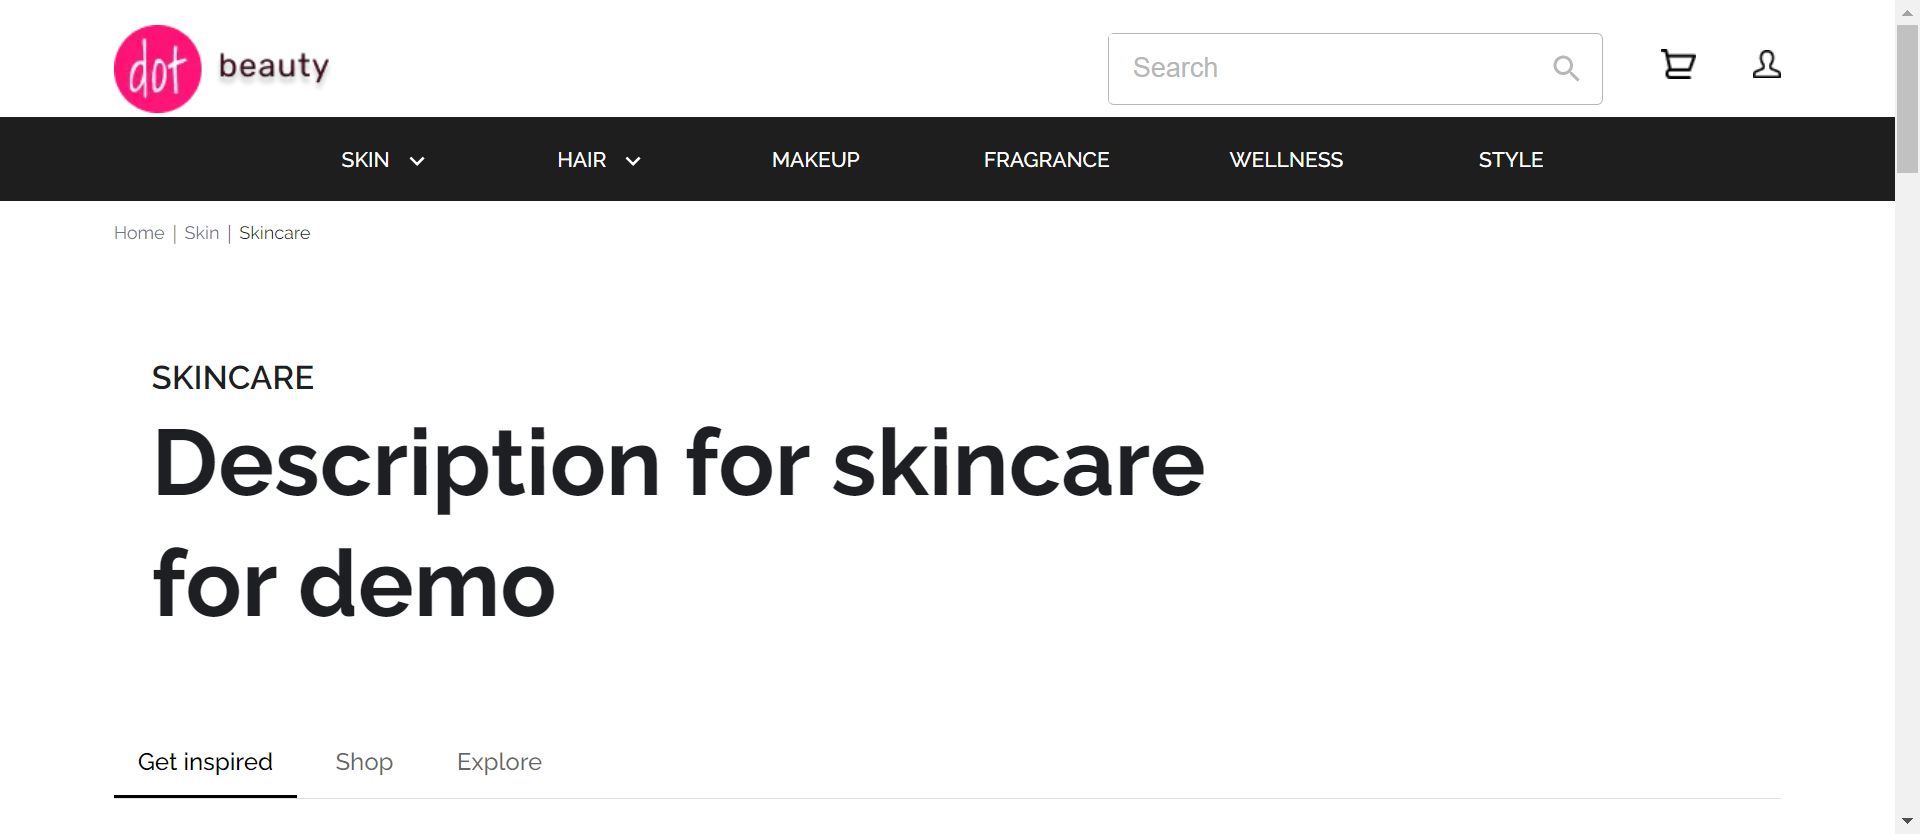 dot beauty
Search
SKIN HAIR MAKEUP FRAGRANCE WELLNESS STYLE
Home | Skin | Skincare
SKINCARE
Description for skincare
for demo
Get inspired Shop Explore